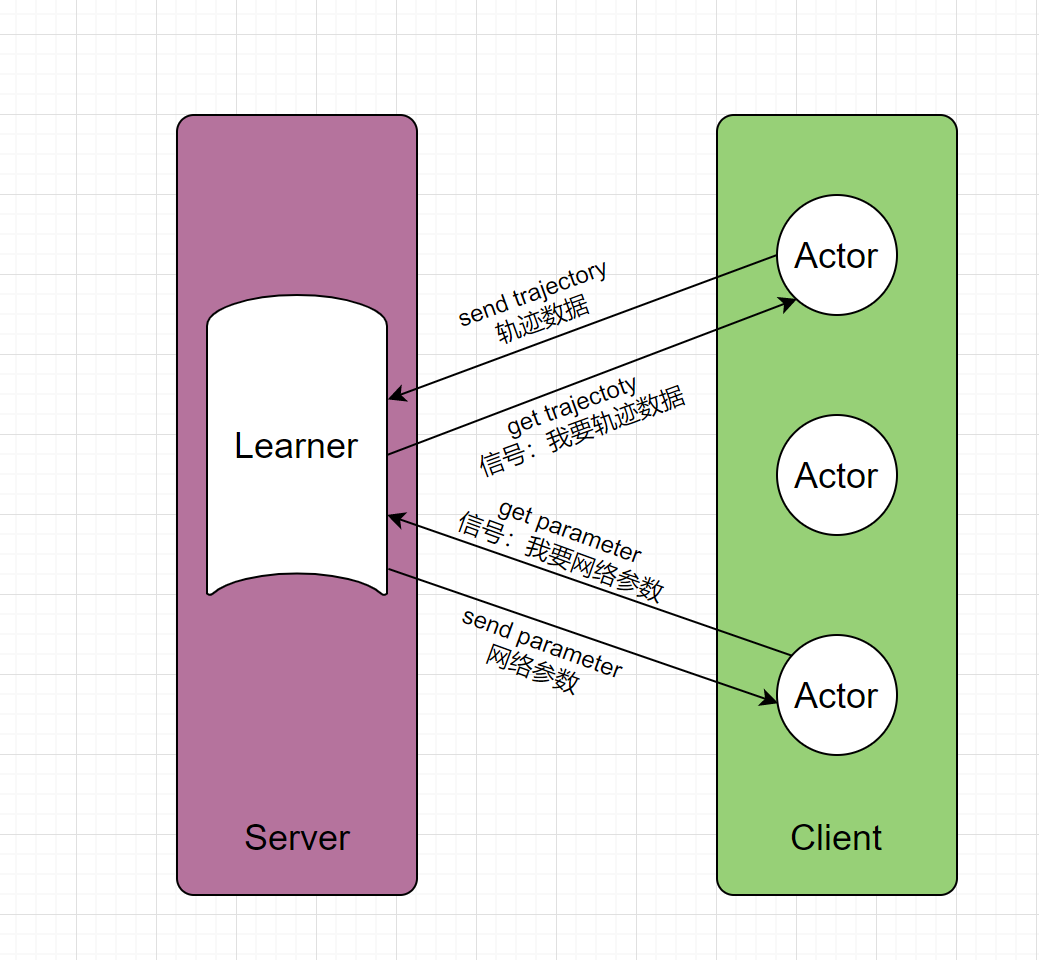 Actor
send trajectory
轨迹数据
get trajectoty
信号：我要轨迹数据
Learner
Actor
get parameter
信号：我要网络参数
send parameter
网络参数
Actor
Server
Client